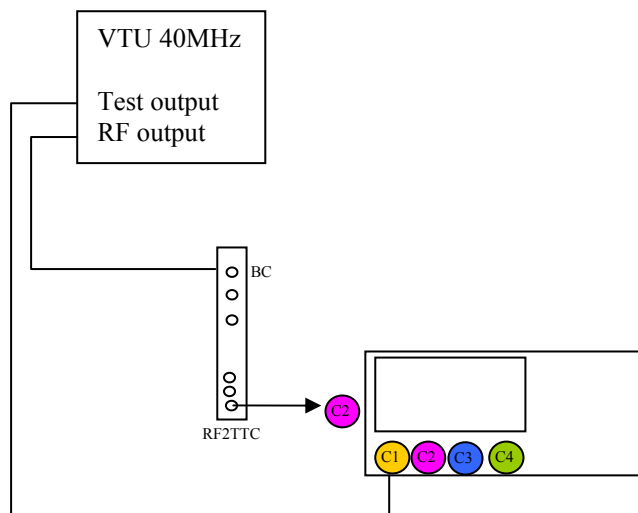 VTU 40MHz
Test output
RF output
BC
RF2TTC
C2
C1 C2 C3 C4